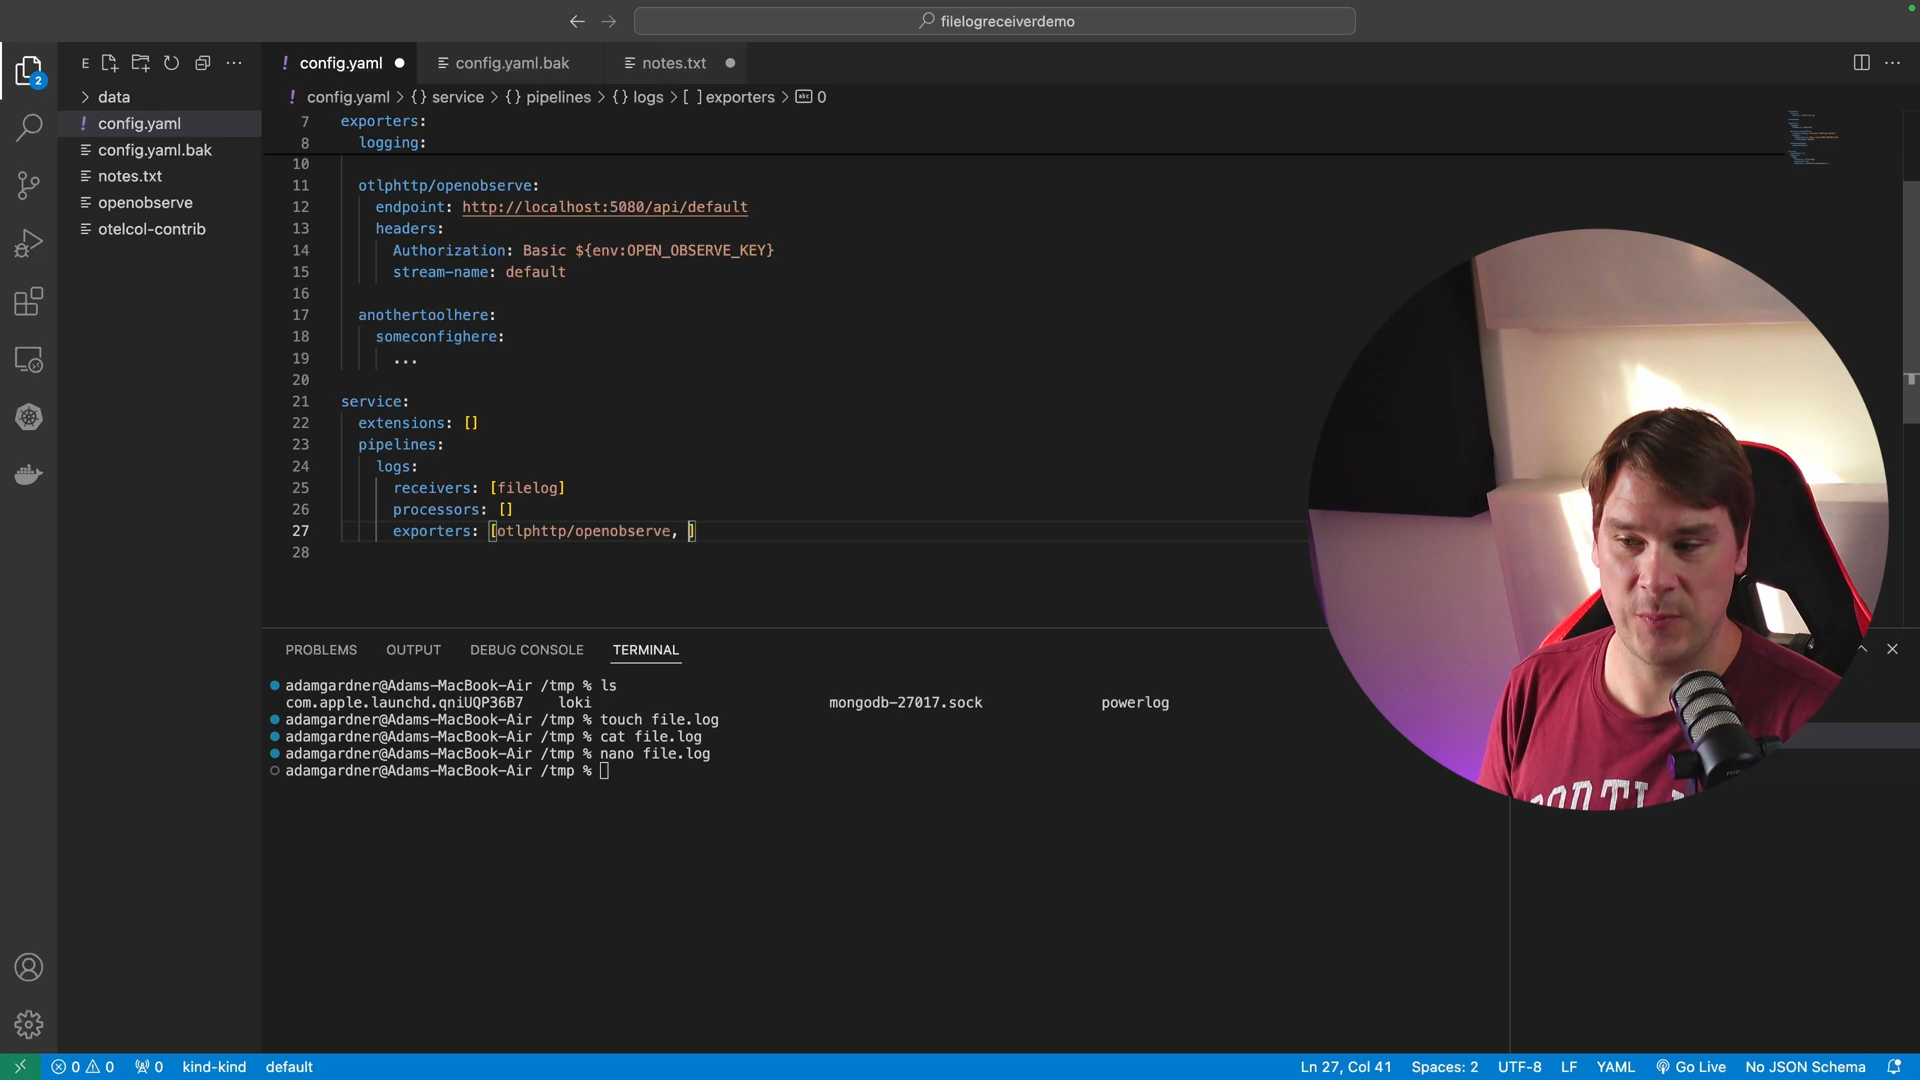 filelogreceiverdemo
2
E
config.yaml
config.yaml.bak
notes.txt
data
config.yaml
config.yaml.bak
notes.txt
openobserve
otelcol-contrib
config.yaml > {} service > {} pipelines > {} logs > [ ] exporters > abc 0
7 exporters:
8 logging:
10
11 otlphttp/openobserve:
12 endpoint: http://localhost:5080/api/default
13 headers:
14 Authorization: Basic ${env:OPEN_OBSERVE_KEY}
15 stream-name: default
16
17 anothertoolhere:
18 someconfighere:
19 ...
20
21 service:
22 extensions: []
23 pipelines:
24 logs:
25 receivers: [filelog]
26 processors: []
27 exporters: [otlphttp/openobserve, ]
28
PROBLEMS OUTPUT DEBUG CONSOLE TERMINAL
adamgardner@Adams-MacBook-Air /tmp % ls
com.apple.launchd.qniUQP36B7 loki mongodb-27017.sock powerlog
adamgardner@Adams-MacBook-Air /tmp % touch file.log
adamgardner@Adams-MacBook-Air /tmp % cat file.log
adamgardner@Adams-MacBook-Air /tmp % nano file.log
adamgardner@Adams-MacBook-Air /tmp %
0 0 0 kind-kind default Ln 27, Col 41 Spaces: 2 UTF-8 LF YAML Go Live No JSON Schema